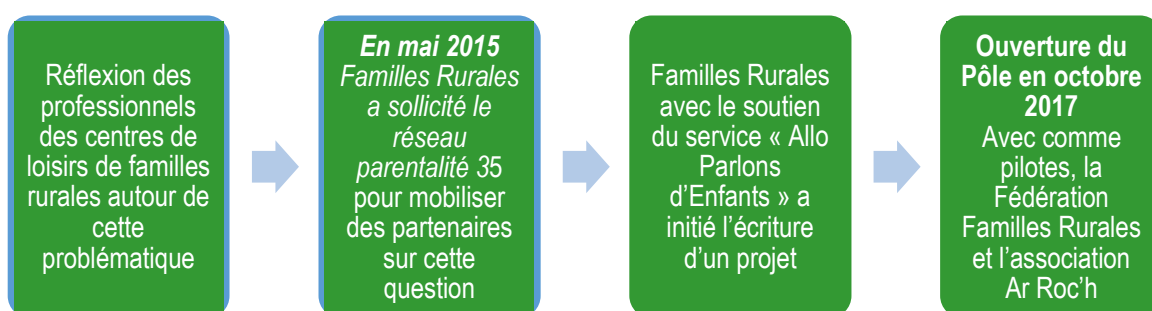 Réflexion des
professionnels
des centres de
loisirs de familles
rurales autour de
cette
problématique
En mai 2015
Familles Rurales
a sollicité le
réseau
parentalité 35
pour mobiliser
des partenaires
sur cette
question
Familles Rurales
avec le soutien
du service « Allo
Parlons
d'Enfants » a
initié l'écriture
d'un projet
Ouverture du
Pôle en octobre
2017
Avec comme
pilotes, la
Fédération
Familles Rurales
et l'association
Ar Roc'h